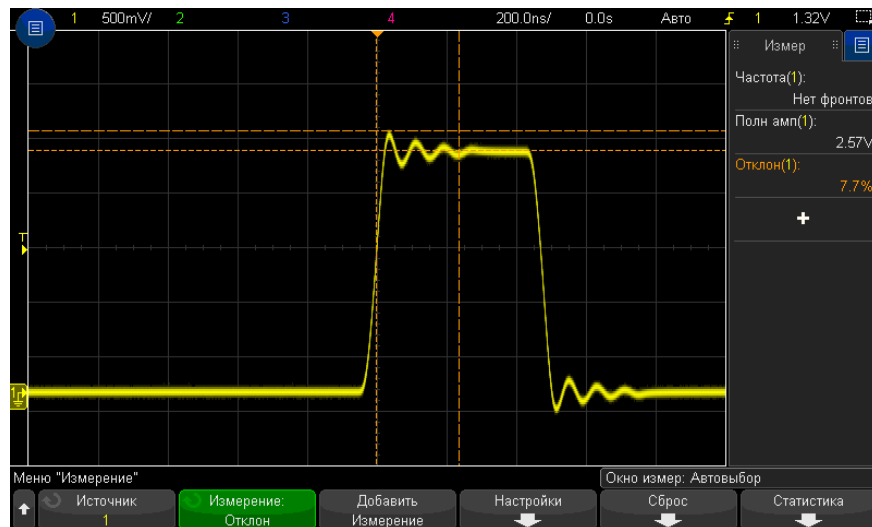 1 500mV/ 2 3 4 200.0ns/ 0.0s Авто 1 1.32V
Измер
Частота(1):
Нет фронтов
Полн амп(1):
2.57V
Отклон(1):
7.7%
+
T
1
Меню "Измерение"
Окно измер: Автовыбор
Источник
1
Измерение:
Отклон
Добавить
Измерение
Настройки
Сброс
Статистика